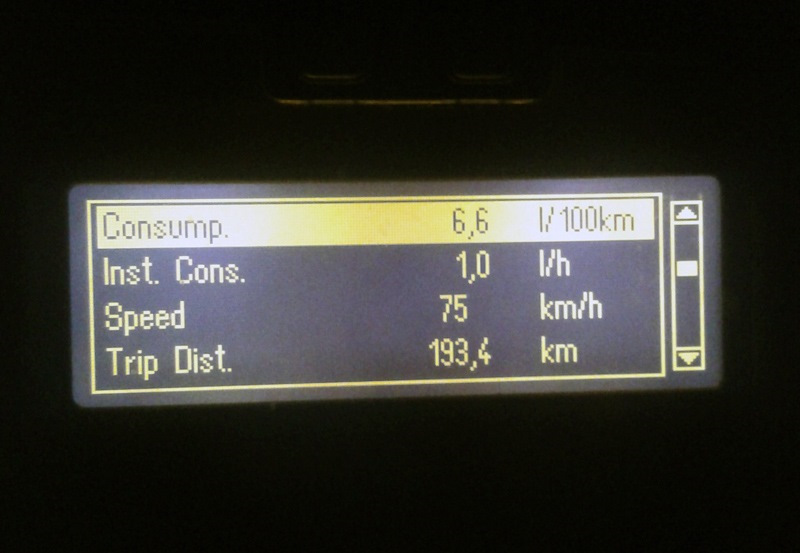 Consump. 6,6 l/100km
Inst. Cons. 1,0 l/h
Speed 75 km/h
Trip Dist. 193,4 km